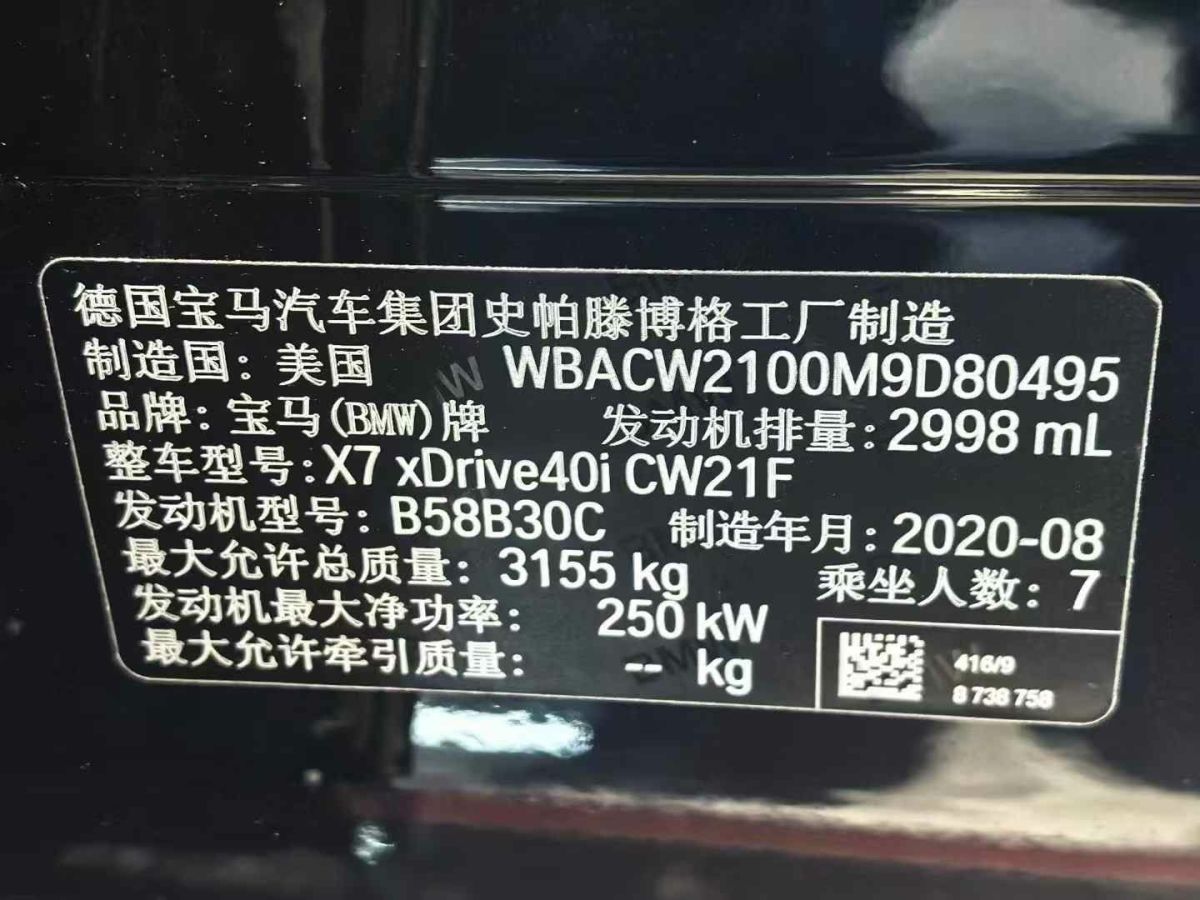 德国宝马汽车集团史帕滕博格工厂制造
制造国：美国 WBACW2100M9D80495
品牌：宝马(BMW)牌 发动机排量：2998 mL
整车型号：X7 xDrive40i CW21F
发动机型号：B58B30C 制造年月：2020-08
最大允许总质量：3155 kg 乘坐人数：7
发动机最大净功率：250 kW
最大允许牵引质量：-- kg
416/9
8 738 758